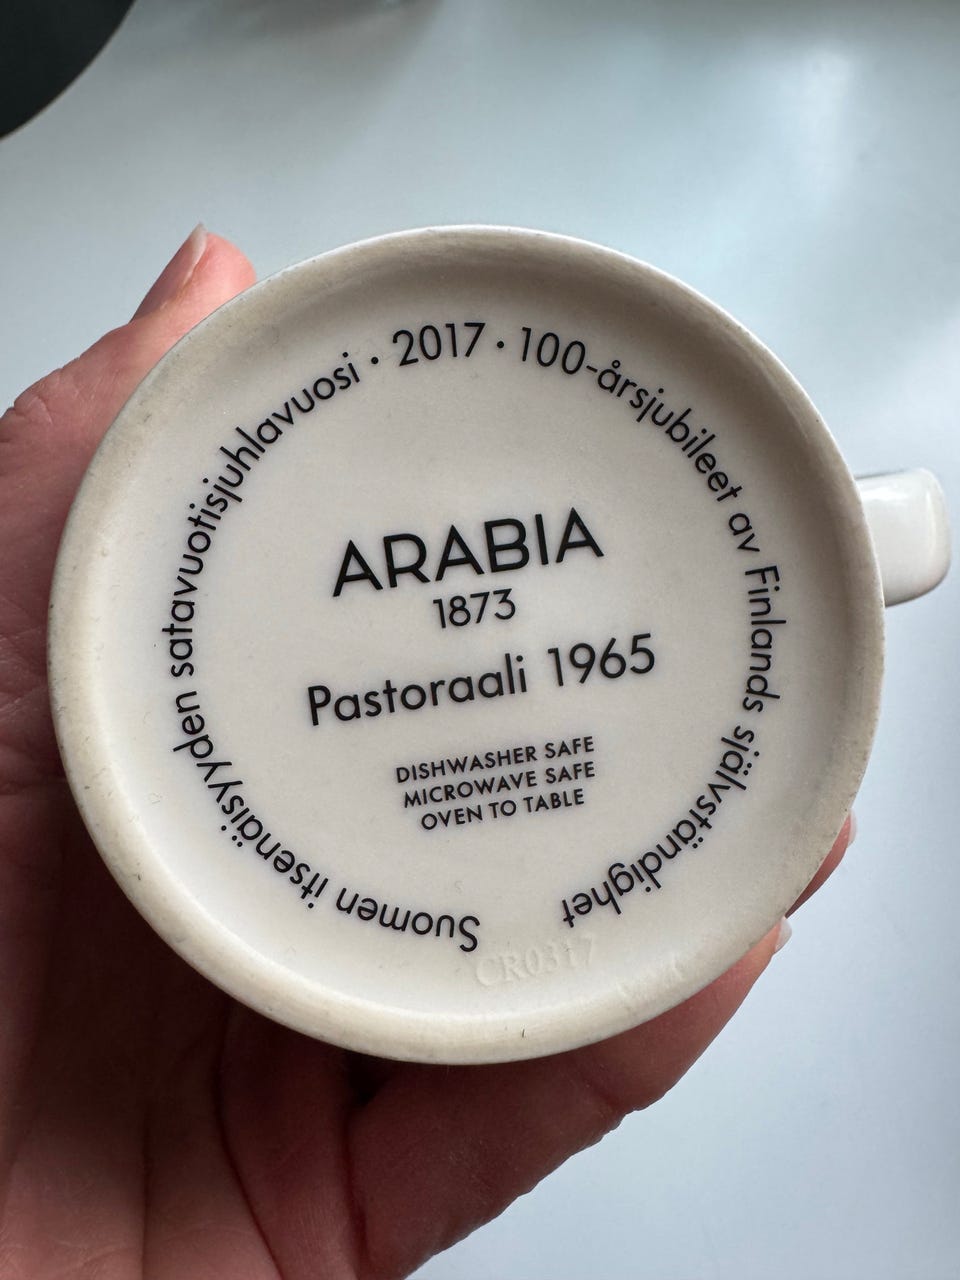 Suomen itsenäisyyden satavuotisjuhlavuosi · 2017 · 100-årsjubileet av Finlands självständighet
ARABIA
1873
Pastoraali 1965
DISHWASHER SAFE
MICROWAVE SAFE
OVEN TO TABLE
CR0317